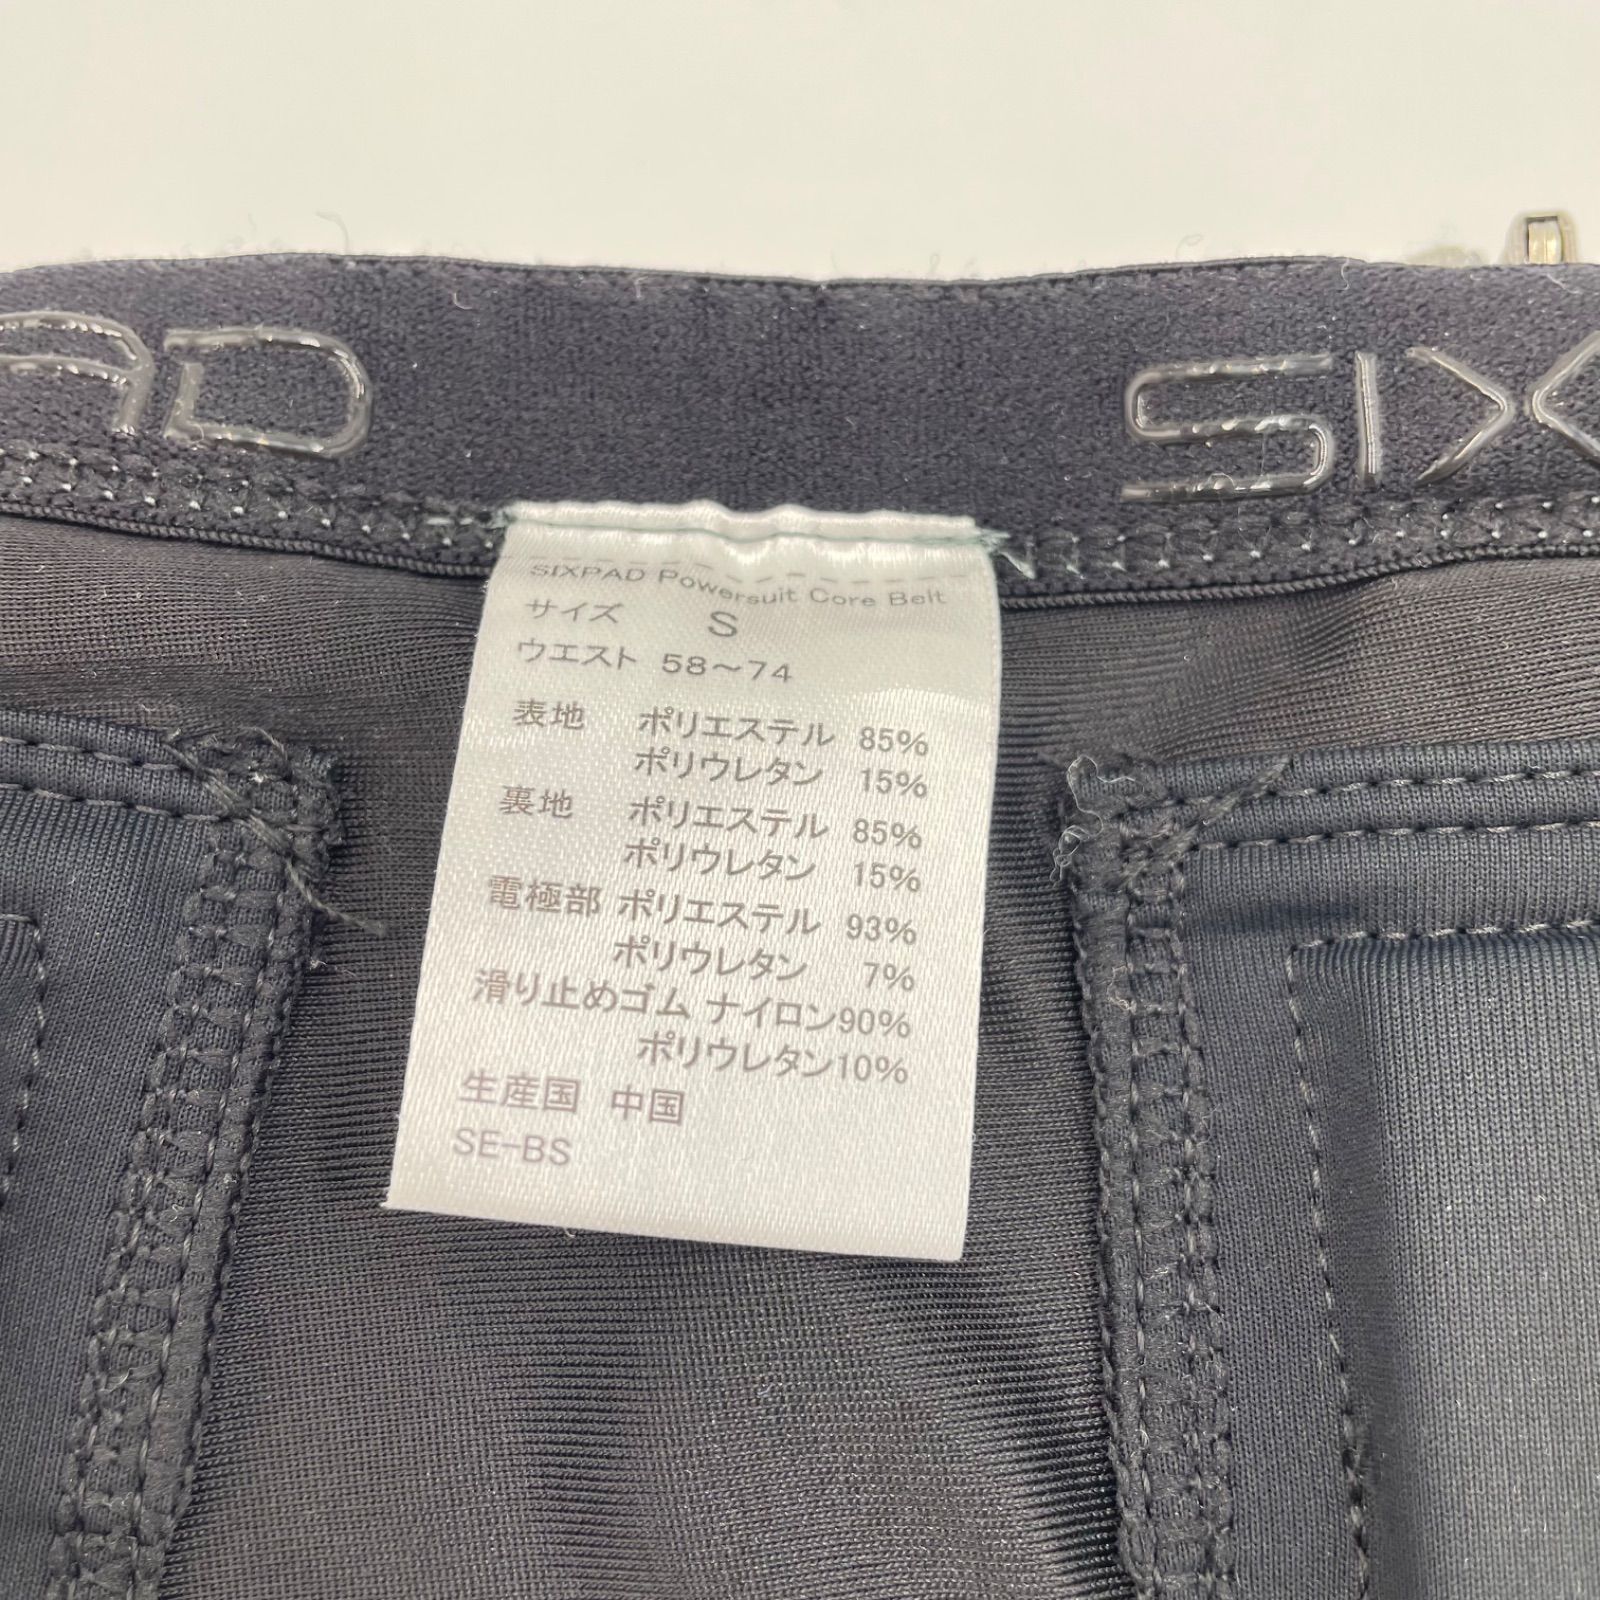 AD
SIX
SIXPAD Powersuit Core Belt
サイズ S
ウエスト 58～74
表地 ポリエステル 85%
ポリウレタン 15%
裏地 ポリエステル 85%
ポリウレタン 15%
電極部 ポリエステル 93%
ポリウレタン 7%
滑り止めゴム ナイロン90%
ポリウレタン10%
生産国 中国
SE-BS